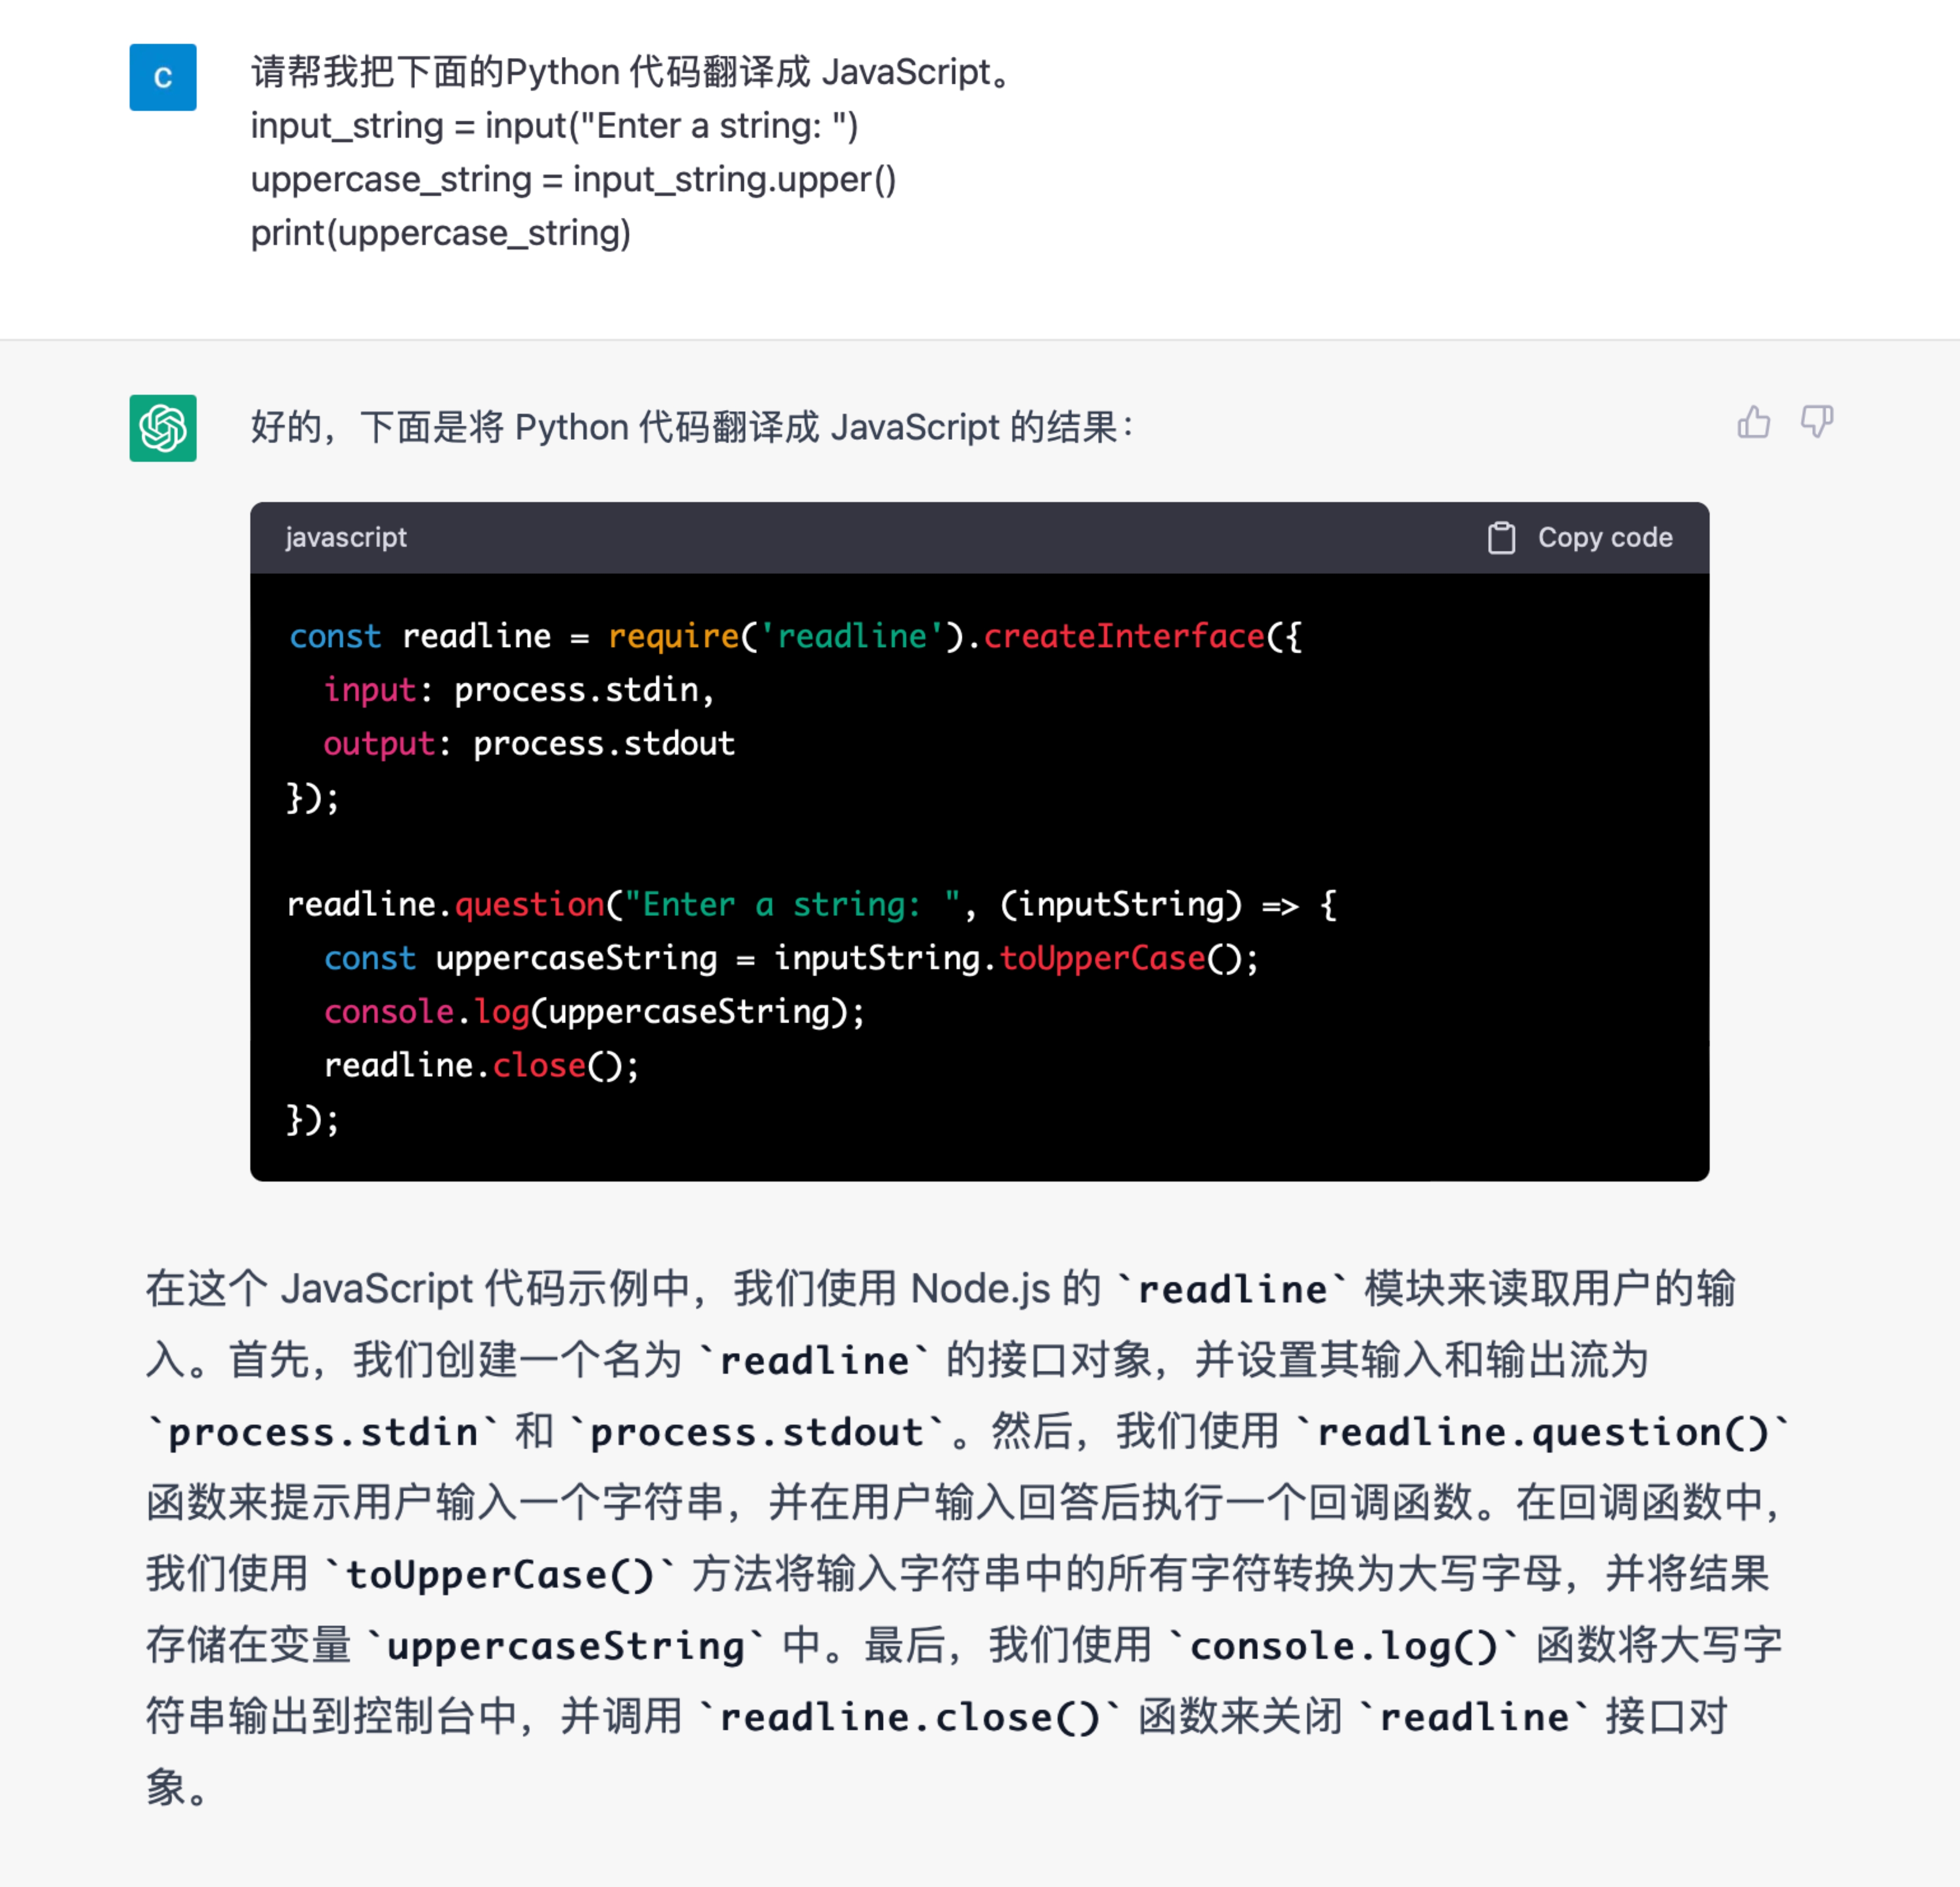 C
请帮我把下面的Python 代码翻译成 JavaScript。
input_string = input("Enter a string: ")
uppercase_string = input_string.upper()
print(uppercase_string)
好的，下面是将 Python 代码翻译成 JavaScript 的结果：
javascript Copy code
const readline = require('readline').createInterface({
  input: process.stdin,
  output: process.stdout
});
readline.question("Enter a string: ", (inputString) => {
  const uppercaseString = inputString.toUpperCase();
  console.log(uppercaseString);
  readline.close();
});
在这个 JavaScript 代码示例中，我们使用 Node.js 的 `readline` 模块来读取用户的输
入。首先，我们创建一个名为 `readline` 的接口对象，并设置其输入和输出流为
`process.stdin` 和 `process.stdout`。然后，我们使用 `readline.question()`
函数来提示用户输入一个字符串，并在用户输入回答后执行一个回调函数。在回调函数中，
我们使用 `toUpperCase()` 方法将输入字符串中的所有字符转换为大写字母，并将结果
存储在变量 `uppercaseString` 中。最后，我们使用 `console.log()` 函数将大写字
符串输出到控制台中，并调用 `readline.close()` 函数来关闭 `readline` 接口对
象。